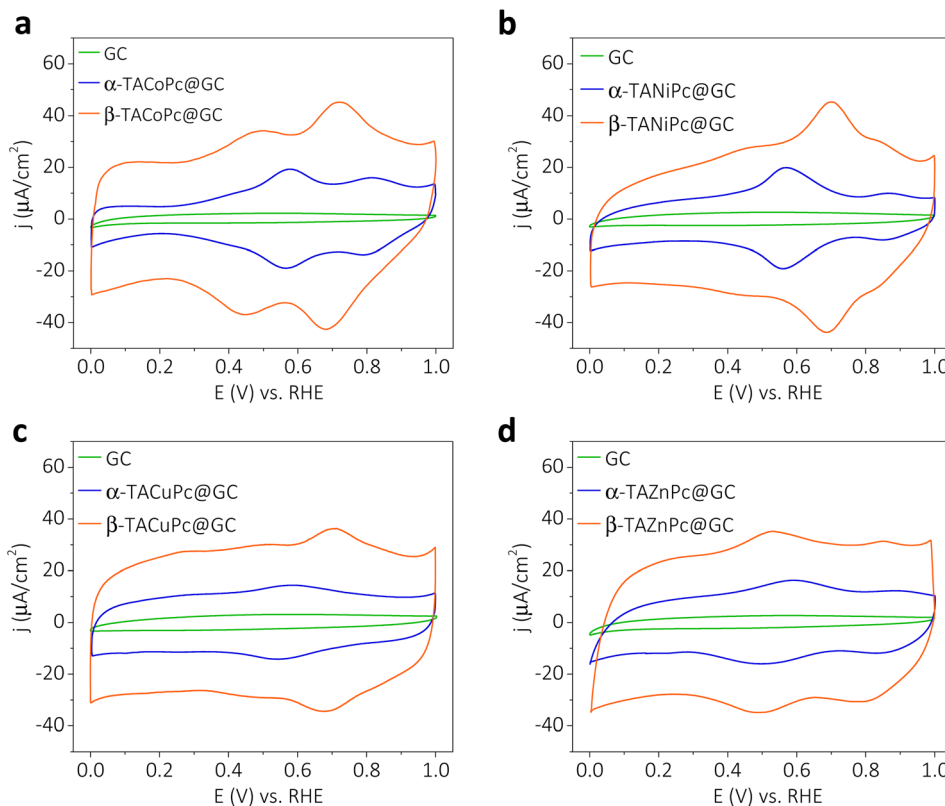 a
GC
α-TACoPc@GC
β-TACoPc@GC
60
40
20
0
-20
-40
j (μA/cm²)
0.0 0.2 0.4 0.6 0.8 1.0
E (V) vs. RHE
b
GC
α-TANiPc@GC
β-TANiPc@GC
60
40
20
0
-20
-40
j (μA/cm²)
0.0 0.2 0.4 0.6 0.8 1.0
E (V) vs. RHE
c
GC
α-TACuPc@GC
β-TACuPc@GC
60
40
20
0
-20
-40
j (μA/cm²)
0.0 0.2 0.4 0.6 0.8 1.0
E (V) vs. RHE
d
GC
α-TAZnPc@GC
β-TAZnPc@GC
60
40
20
0
-20
-40
j (μA/cm²)
0.0 0.2 0.4 0.6 0.8 1.0
E (V) vs. RHE